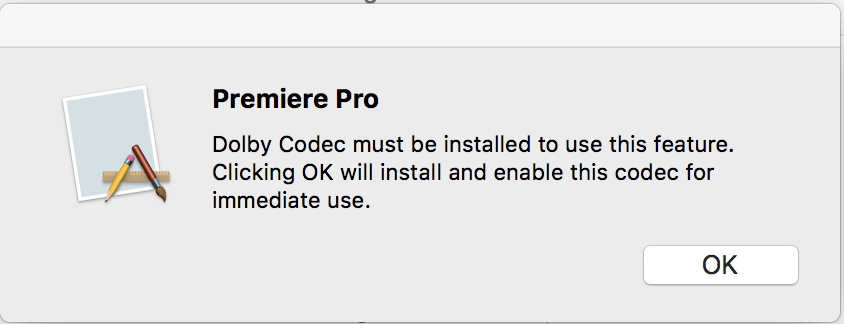 Premiere Pro
Dolby Codec must be installed to use this feature.
Clicking OK will install and enable this codec for
immediate use.
OK